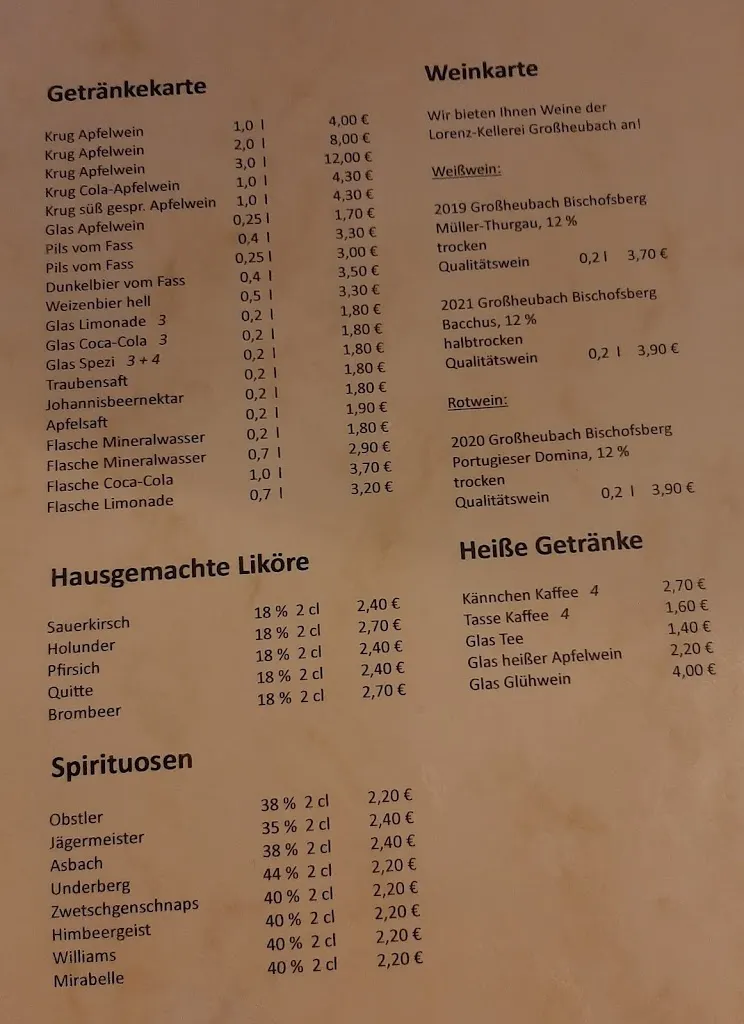 Getränkekarte
Krug Apfelwein 1,0 l 4,00 €
Krug Apfelwein 2,0 l 8,00 €
Krug Apfelwein 3,0 l 12,00 €
Krug Cola-Apfelwein 1,0 l 4,30 €
Krug süß gespr. Apfelwein 1,0 l 4,30 €
Glas Apfelwein 0,25 l 1,70 €
Pils vom Fass 0,4 l 3,30 €
Pils vom Fass 0,25 l 3,00 €
Dunkelbier vom Fass 0,4 l 3,50 €
Weizenbier hell 0,5 l 3,30 €
Glas Limonade 3 0,2 l 1,80 €
Glas Coca-Cola 3 0,2 l 1,80 €
Glas Spezi 3 + 4 0,2 l 1,80 €
Traubensaft 0,2 l 1,80 €
Johannisbeernektar 0,2 l 1,80 €
Apfelsaft 0,2 l 1,90 €
Flasche Mineralwasser 0,2 l 1,80 €
Flasche Mineralwasser 0,7 l 2,90 €
Flasche Coca-Cola 1,0 l 3,70 €
Flasche Limonade 0,7 l 3,20 €
Hausgemachte Liköre
Sauerkirsch 18 % 2 cl 2,40 €
Holunder 18 % 2 cl 2,70 €
Pfirsich 18 % 2 cl 2,40 €
Quitte 18 % 2 cl 2,40 €
Brombeer 18 % 2 cl 2,70 €
Spirituosen
Obstler 38 % 2 cl 2,20 €
Jägermeister 35 % 2 cl 2,40 €
Asbach 38 % 2 cl 2,40 €
Underberg 44 % 2 cl 2,20 €
Zwetschgenschnaps 40 % 2 cl 2,20 €
Himbeergeist 40 % 2 cl 2,20 €
Williams 40 % 2 cl 2,20 €
Mirabelle 40 % 2 cl 2,20 €
Weinkarte
Wir bieten Ihnen Weine der
Lorenz-Kellerei Großheubach an!
Weißwein:
2019 Großheubach Bischofsberg
Müller-Thurgau, 12 %
trocken
Qualitätswein 0,2 l 3,70 €
2021 Großheubach Bischofsberg
Bacchus, 12 %
halbtrocken
Qualitätswein 0,2 l 3,90 €
Rotwein:
2020 Großheubach Bischofsberg
Portugieser Domina, 12 %
trocken
Qualitätswein 0,2 l 3,90 €
Heiße Getränke
Kännchen Kaffee 4 2,70 €
Tasse Kaffee 4 1,60 €
Glas Tee 1,40 €
Glas heißer Apfelwein 2,20 €
Glas Glühwein 4,00 €